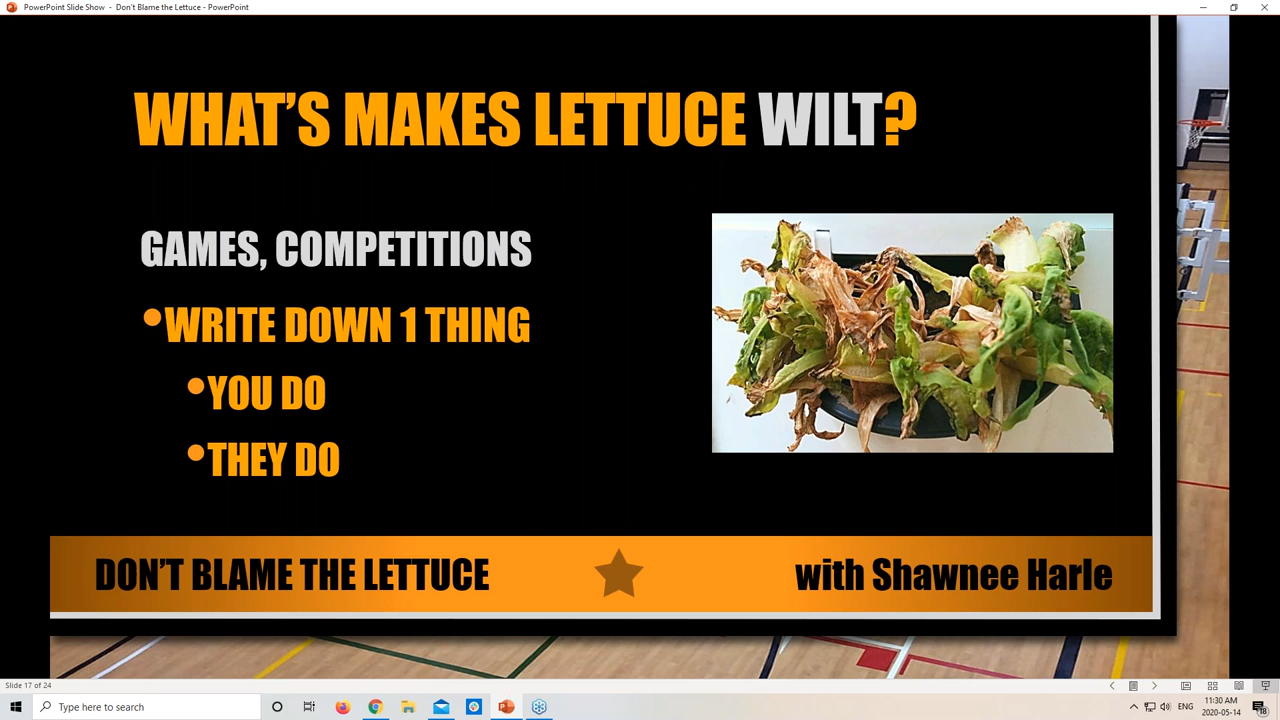 PowerPoint Slide Show - Don't Blame the Lettuce - PowerPoint
WHAT'S MAKES LETTUCE WILT?
GAMES, COMPETITIONS
•WRITE DOWN 1 THING
•YOU DO
•THEY DO
DON'T BLAME THE LETTUCE
with Shawnee Harle
Slide 17 of 24
Type here to search
ENG
11:30 AM
2020-05-14
18